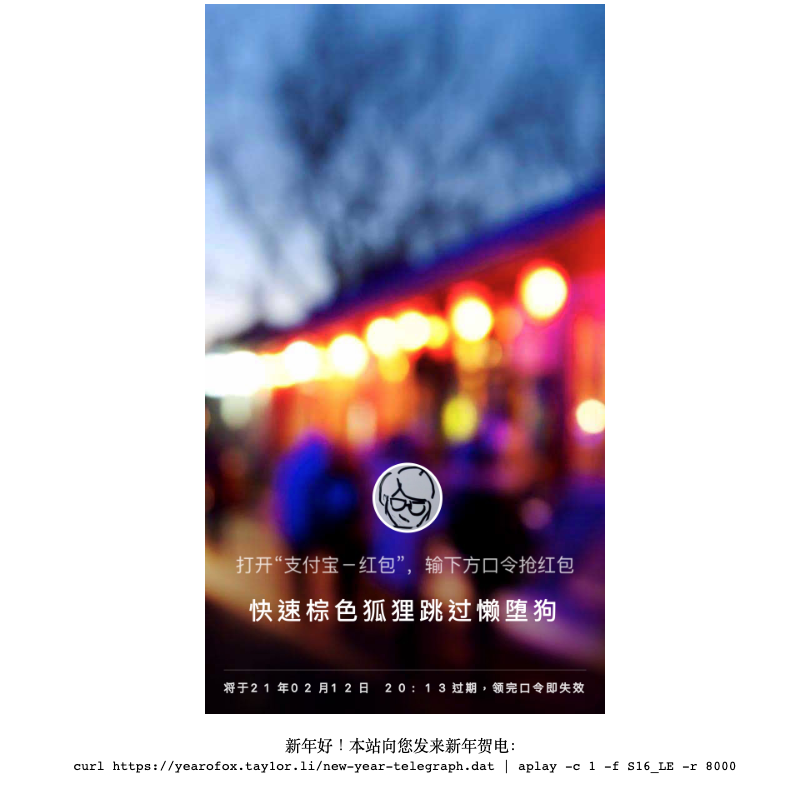 打开“支付宝－红包”，输下方口令抢红包
快速棕色狐狸跳过懒堕狗
将于21年02月12日 20:13过期，领完口令即失效
新年好！本站向您发来新年贺电：
curl https://yearofox.tay1or.li/new-year-telegraph.dat | aplay -c 1 -f S16_LE -r 8000